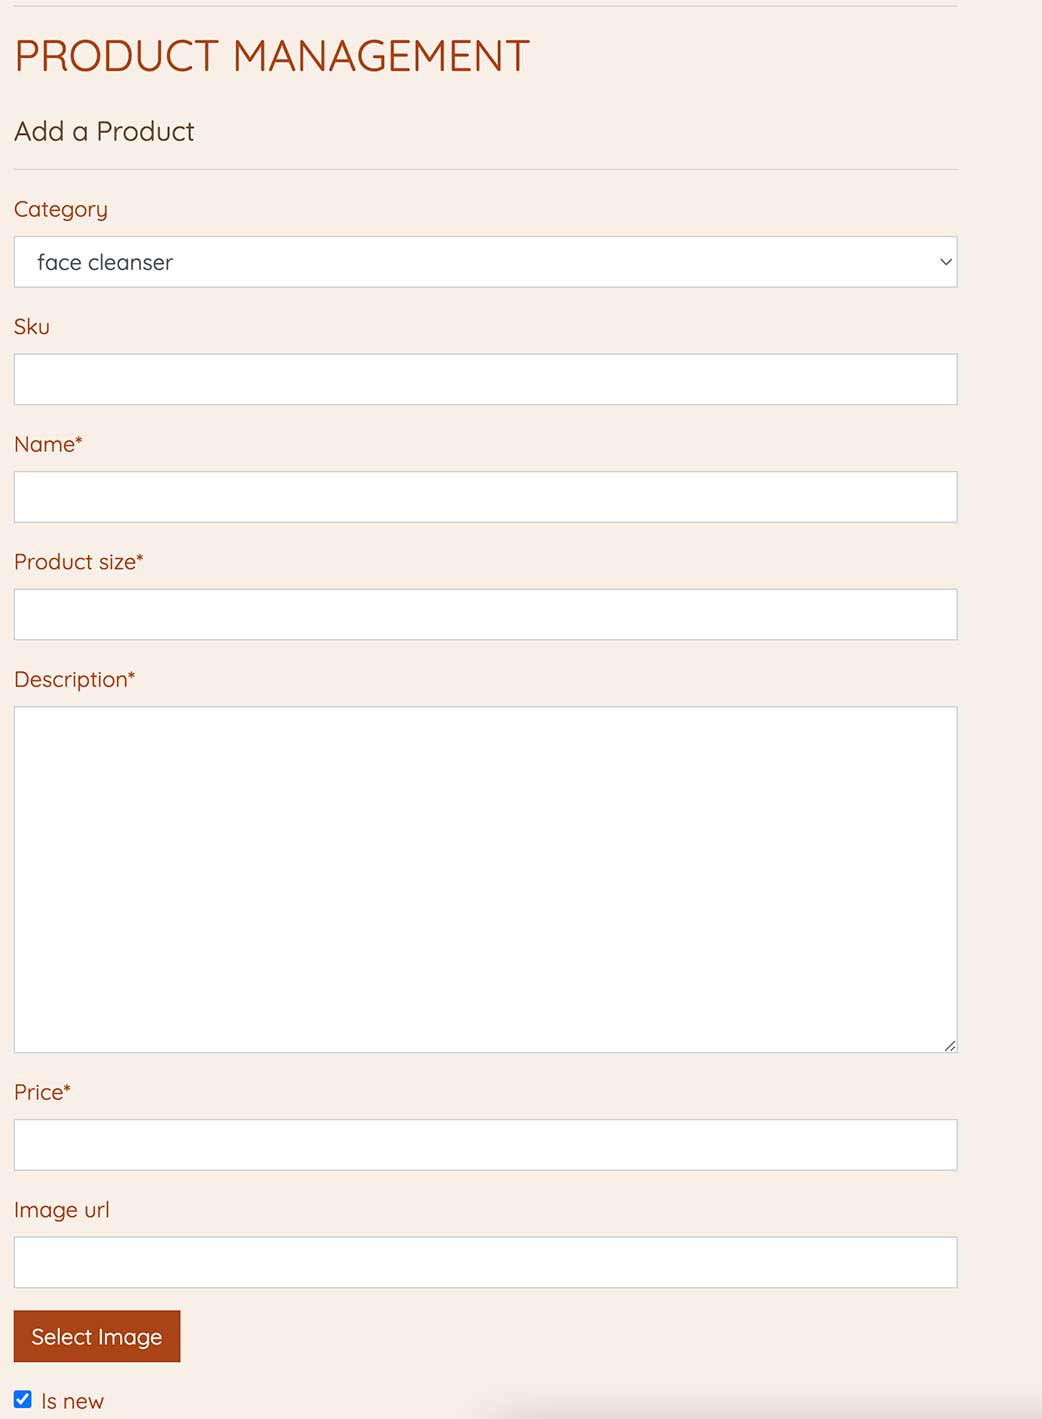 PRODUCT MANAGEMENT
Add a Product
Category
face cleanser
Sku
Name*
Product size*
Description*
Price*
Image url
Select Image
Is new